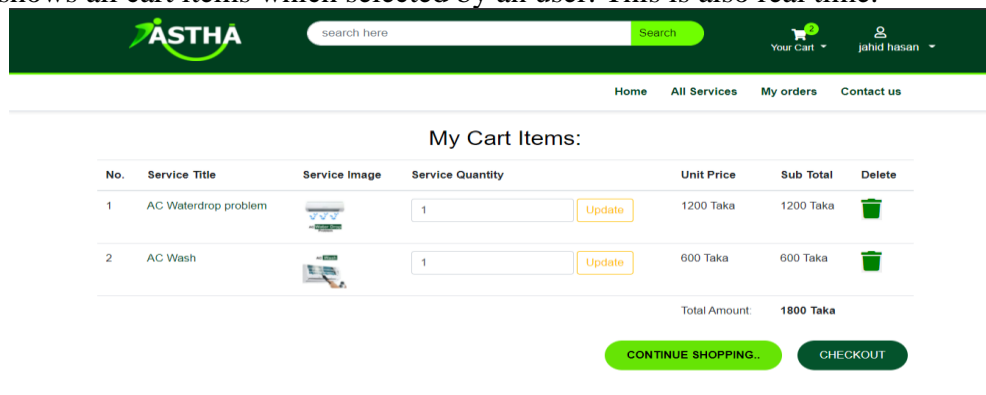 shows all cart items which selected by an user. This is also real time.
ASTHA
search here Search
2
Your Cart
jahid hasan
Home All Services My orders Contact us
My Cart Items:
No. Service Title Service Image Service Quantity Unit Price Sub Total Delete
1 AC Waterdrop problem 1 Update 1200 Taka 1200 Taka
2 AC Wash 1 Update 600 Taka 600 Taka
Total Amount: 1800 Taka
CONTINUE SHOPPING.. CHECKOUT